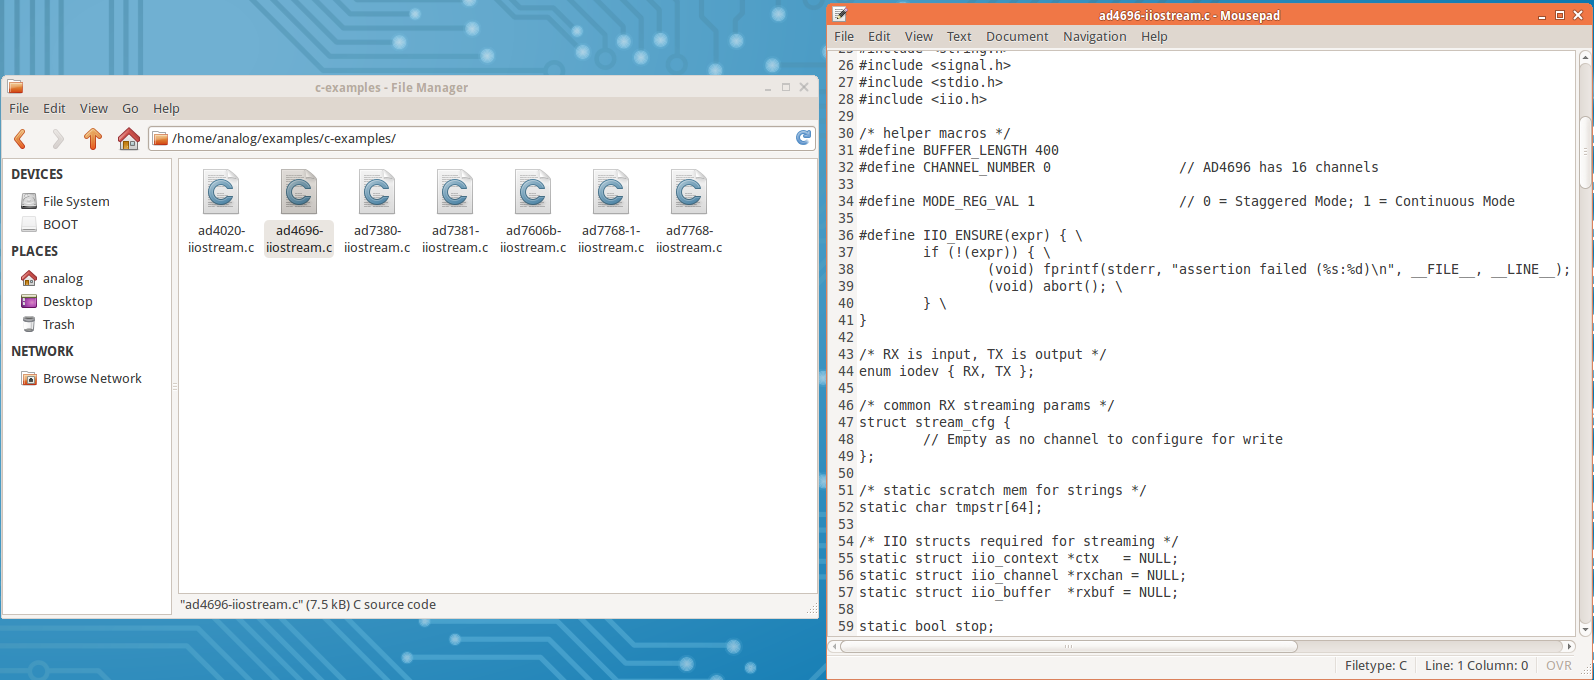 c-examples - File Manager
File Edit View Go Help
/home/analog/examples/c-examples/
DEVICES
File System
BOOT
PLACES
analog
Desktop
Trash
NETWORK
Browse Network
ad4020-
iiostream.c
ad4696-
iiostream.c
ad7380-
iiostream.c
ad7381-
iiostream.c
ad7606b-
iiostream.c
ad7768-1-
iiostream.c
ad7768-
iiostream.c
"ad4696-iiostream.c" (7.5 kB) C source code
ad4696-iiostream.c - Mousepad
File Edit View Text Document Navigation Help
25 #include <string.h>
26 #include <signal.h>
27 #include <stdio.h>
28 #include <iio.h>
29
30 /* helper macros */
31 #define BUFFER_LENGTH 400
32 #define CHANNEL_NUMBER 0 // AD4696 has 16 channels
33
34 #define MODE_REG_VAL 1 // 0 = Staggered Mode; 1 = Continuous Mode
35
36 #define IIO_ENSURE(expr) { \
37 if (!(expr)) { \
38 (void) fprintf(stderr, "assertion failed (%s:%d)\n", __FILE__, __LINE__);
39 (void) abort(); \
40 } \
41 }
42
43 /* RX is input, TX is output */
44 enum iodev { RX, TX };
45
46 /* common RX streaming params */
47 struct stream_cfg {
48 // Empty as no channel to configure for write
49 };
50
51 /* static scratch mem for strings */
52 static char tmpstr[64];
53
54 /* IIO structs required for streaming */
55 static struct iio_context *ctx = NULL;
56 static struct iio_channel *rxchan = NULL;
57 static struct iio_buffer *rxbuf = NULL;
58
59 static bool stop;
Filetype: C Line: 1 Column: 0 OVR